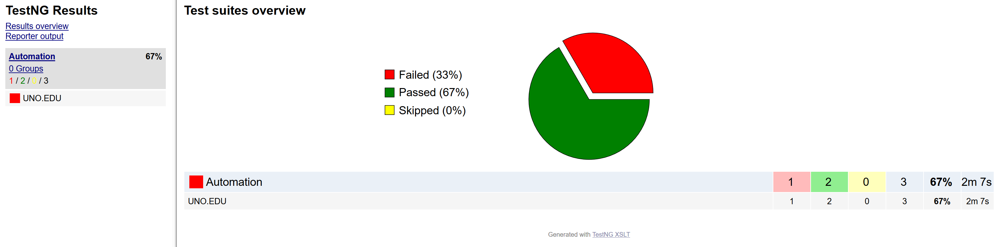 TestNG Results
Results overview
Reporter output
Automation 67%
0 Groups
1 / 2 / 0 / 3
UNO.EDU
Test suites overview
Failed (33%)
Passed (67%)
Skipped (0%)
Automation 1 2 0 3 67% 2m 7s
UNO.EDU 1 2 0 3 67% 2m 7s
Generated with TestNG XSLT